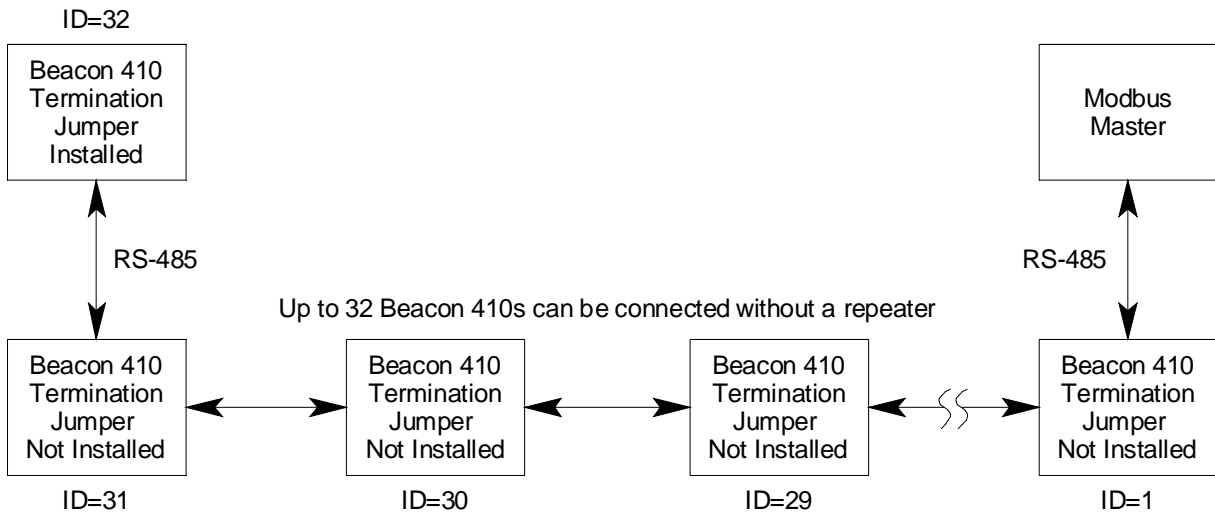 ID=32
Beacon 410
Termination
Jumper
Installed
Modbus
Master
RS-485
RS-485
Up to 32 Beacon 410s can be connected without a repeater
Beacon 410
Termination
Jumper
Not Installed
Beacon 410
Termination
Jumper
Not Installed
Beacon 410
Termination
Jumper
Not Installed
Beacon 410
Termination
Jumper
Not Installed
ID=31
ID=30
ID=29
ID=1